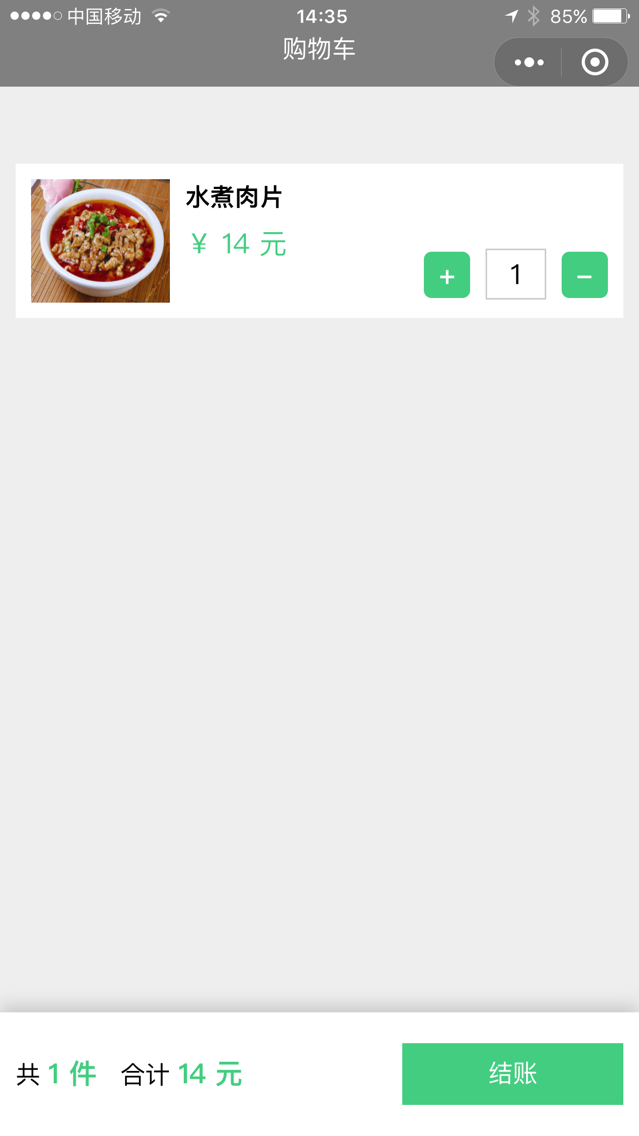 中国移动 14:35 85%
购物车
水煮肉片
￥ 14 元
+ 1 −
共 1 件 合计 14 元 结账